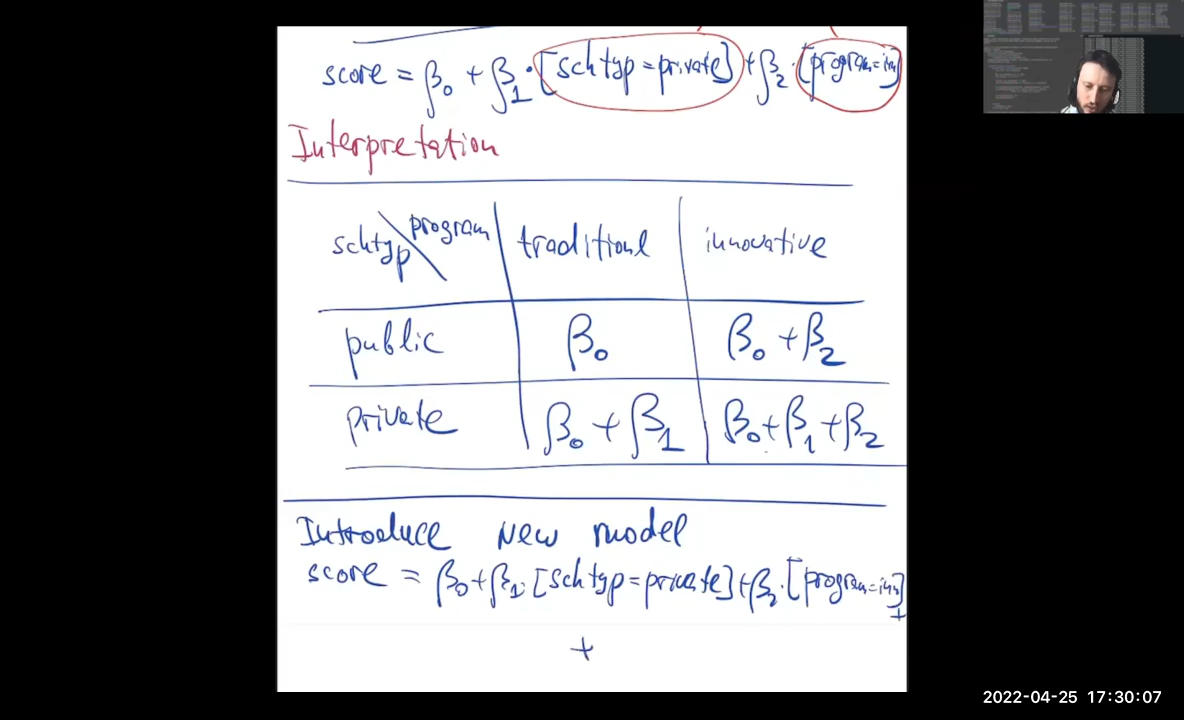 score = β₀ + β₁ · [schtyp = private] + β₂ · [program = inn]
Interpretation
schtyp \ program traditionl innovative
public β₀ β₀ + β₂
private β₀ + β₁ β₀ + β₁ + β₂
Introduce new model
score = β₀ + β₁ · [schtyp = private] + β₂ · [program = inn] +
+
2022-04-25 17:30:07